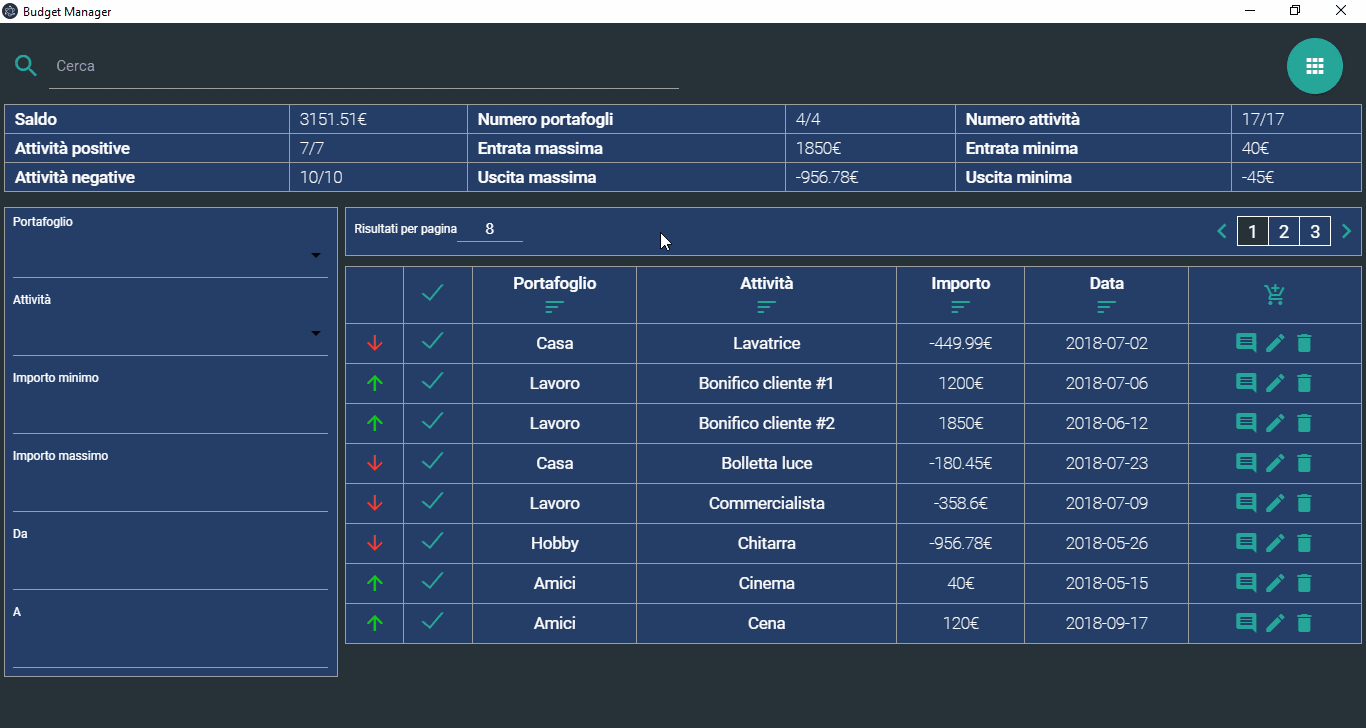 Budget Manager
Cerca
Saldo 3151.51€ Numero portafogli 4/4 Numero attività 17/17
Attività positive 7/7 Entrata massima 1850€ Entrata minima 40€
Attività negative 10/10 Uscita massima -956.78€ Uscita minima -45€
Portafoglio
Attività
Importo minimo
Importo massimo
Da
A
Risultati per pagina 8 1 2 3
Portafoglio Attività Importo Data
Casa Lavatrice -449.99€ 2018-07-02
Lavoro Bonifico cliente #1 1200€ 2018-07-06
Lavoro Bonifico cliente #2 1850€ 2018-06-12
Casa Bolletta luce -180.45€ 2018-07-23
Lavoro Commercialista -358.6€ 2018-07-09
Hobby Chitarra -956.78€ 2018-05-26
Amici Cinema 40€ 2018-05-15
Amici Cena 120€ 2018-09-17